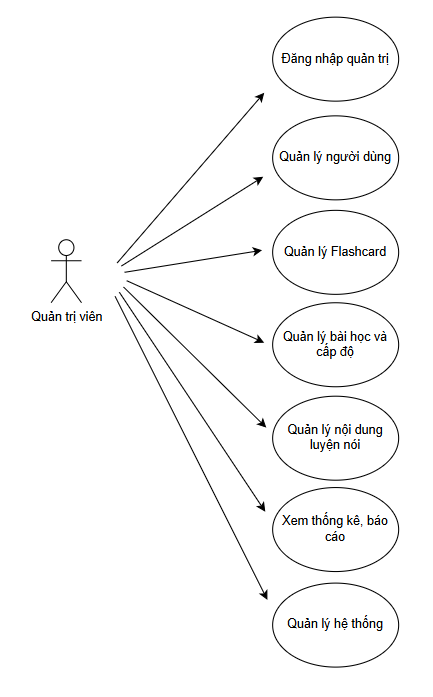 Đăng nhập quản trị
Quản lý người dùng
Quản lý Flashcard
Quản trị viên
Quản lý bài học và
cấp độ
Quản lý nội dung
luyện nói
Xem thống kê, báo
cáo
Quản lý hệ thống